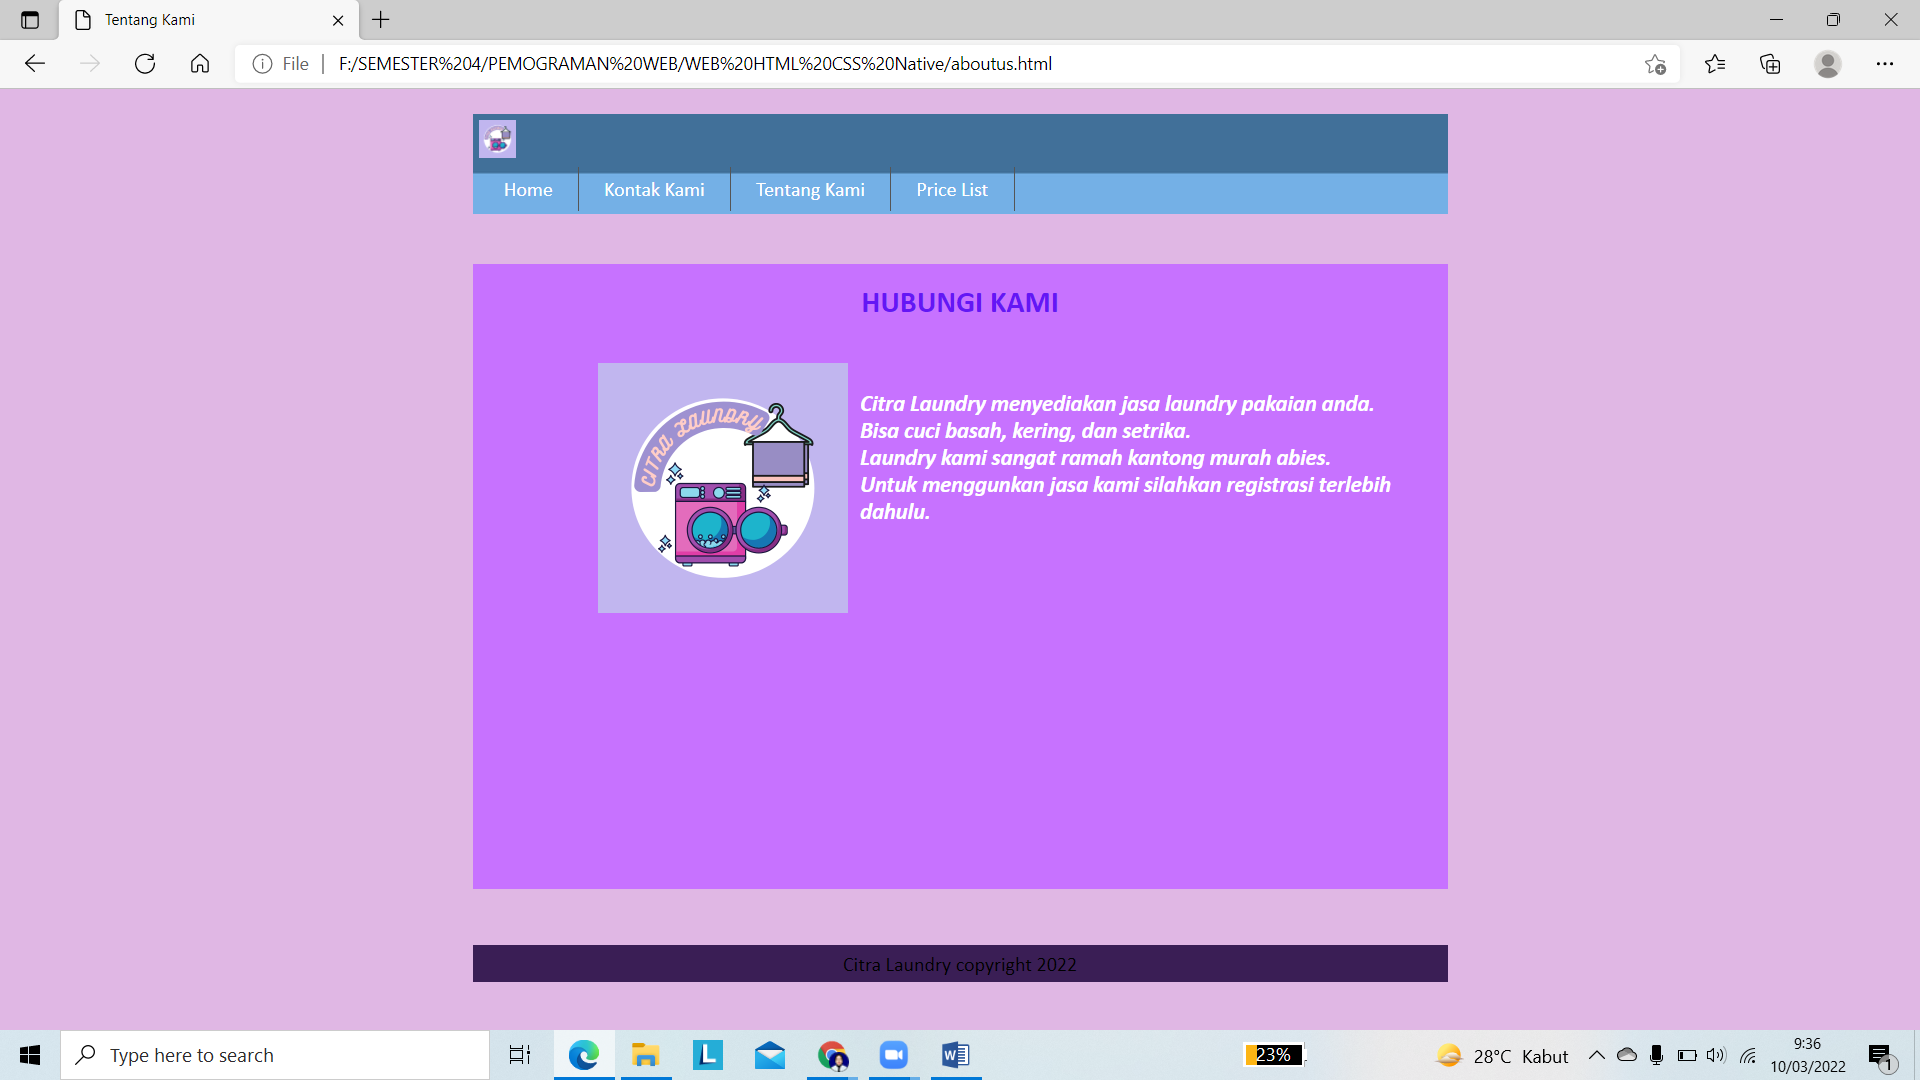 Tentang Kami
File
F:/SEMESTER%204/PEMOGRAMAN%20WEB/WEB%20HTML%20CSS%20Native/aboutus.html
Home
Kontak Kami
Tentang Kami
Price List
HUBUNGI KAMI
CITRA LAUNDRY
Citra Laundry menyediakan jasa laundry pakaian anda.
Bisa cuci basah, kering, dan setrika.
Laundry kami sangat ramah kantong murah abies.
Untuk menggunkan jasa kami silahkan registrasi terlebih
dahulu.
Citra Laundry copyright 2022
Type here to search
L
23%
28°C Kabut
9:36
10/03/2022
1